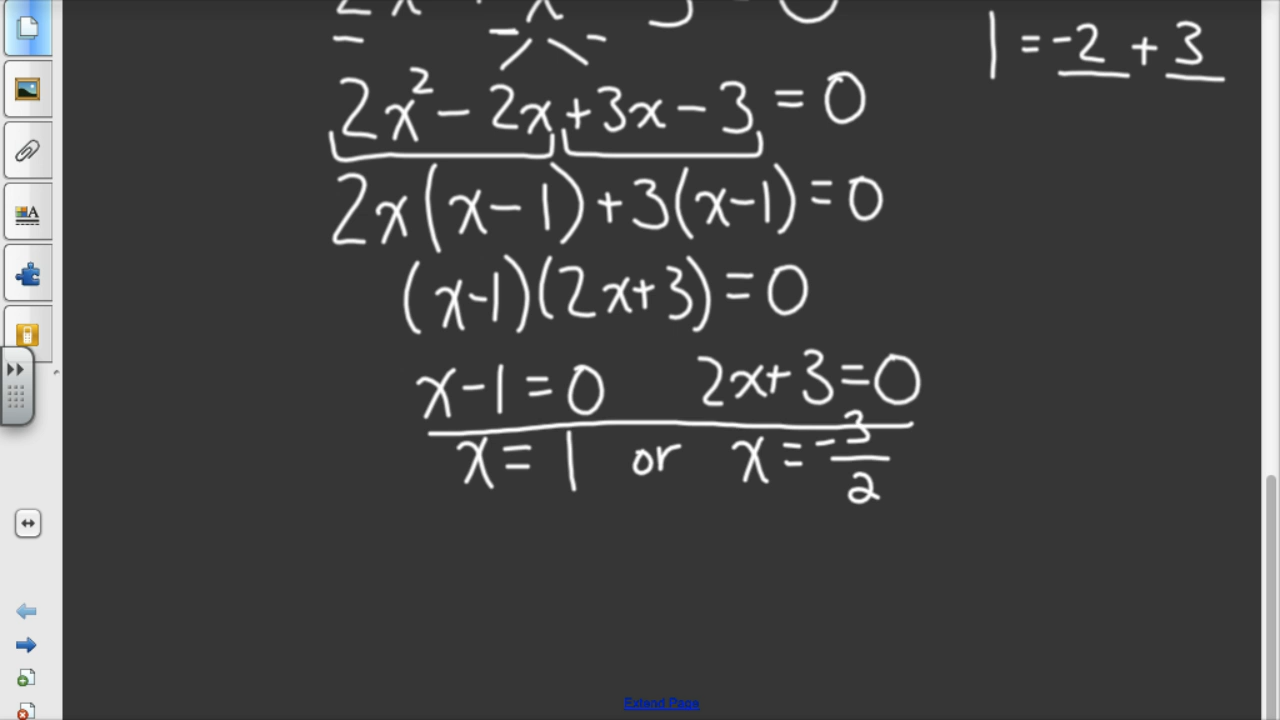 1 = -2 + 3
2x² - 2x + 3x - 3 = 0
2x(x - 1) + 3(x - 1) = 0
(x - 1)(2x + 3) = 0
x - 1 = 0 2x + 3 = 0
x = 1 or x = -3/2
Extend Page